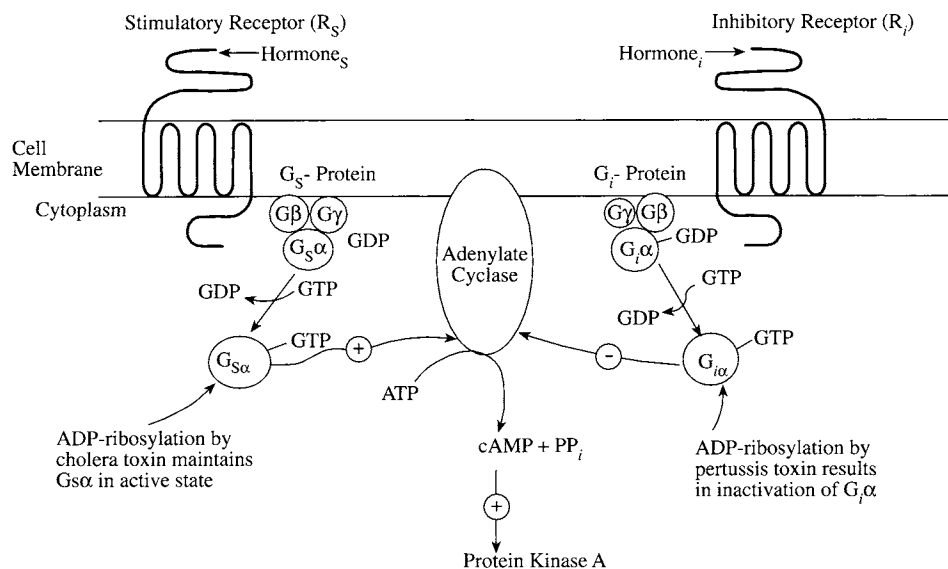 Stimulatory Receptor (R_S)
Inhibitory Receptor (R_i)
Hormone_S
Hormone_i
Cell
Membrane
G_S- Protein
G_i- Protein
Cytoplasm
Gβ
Gγ
Gγ
Gβ
G_Sα
GDP
Adenylate
Cyclase
G_iα
GDP
GDP
GTP
GTP
GDP
G_Sα
GTP
+
-
G_iα
GTP
ATP
ADP-ribosylation by
cholera toxin maintains
Gsα in active state
cAMP + PP_i
ADP-ribosylation by
pertussis toxin results
in inactivation of G_iα
+
Protein Kinase A